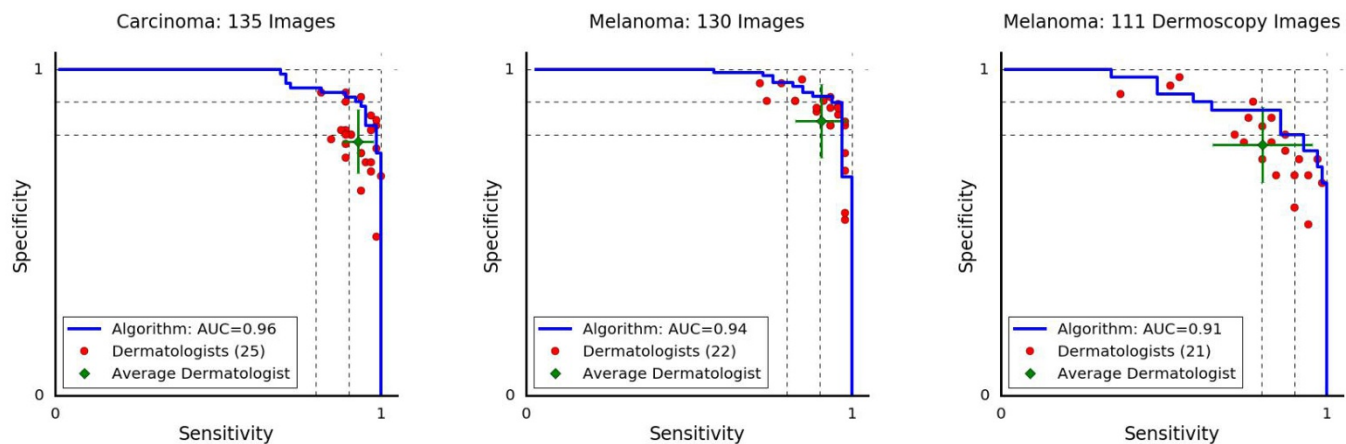 Carcinoma: 135 Images
1
Specificity
Algorithm: AUC=0.96
Dermatologists (25)
Average Dermatologist
0
0
1
Sensitivity
Melanoma: 130 Images
1
Specificity
Algorithm: AUC=0.94
Dermatologists (22)
Average Dermatologist
0
0
1
Sensitivity
Melanoma: 111 Dermoscopy Images
1
Specificity
Algorithm: AUC=0.91
Dermatologists (21)
Average Dermatologist
0
0
1
Sensitivity